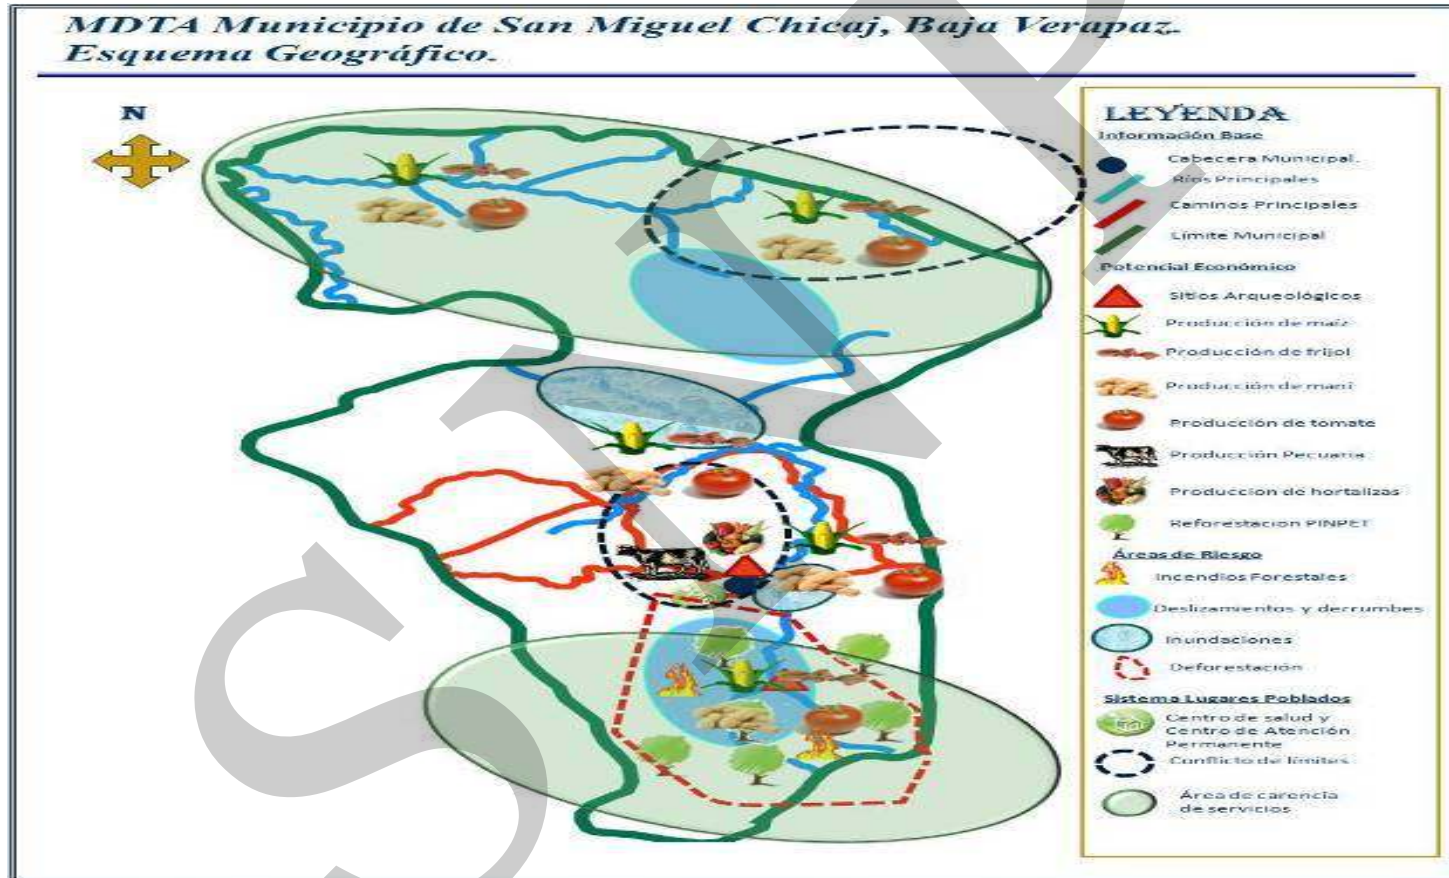 MDTA Municipio de San Miguel Chicaj, Baja Verapaz.
Esquema Geográfico.
N
LEYENDA
Información Base
Cabecera Municipal.
Ríos Principales
Caminos Principales
Límite Municipal
Potencial Económico
Sitios Arqueológicos
Producción de maíz
Producción de frijol
Producción de maní
Producción de tomate
Producción Pecuaria
Produccion de hortalizas
Reforestacion PINPET
Áreas de Riesgo
Incendios Forestales
Deslizamientos y derrumbes
Inundaciones
Deforestación
Sistema Lugares Poblados
Centro de salud y
Centro de Atención
Permanente
Conflicto de límites
Área de carencia
de servicios